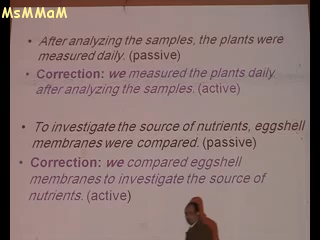 MsMMaM
• After analyzing the samples, the plants were
measured daily. (passive)
• Correction: we measured the plants daily
after analyzing the samples. (active)
• To investigate the source of nutrients, eggshell
membranes were compared. (passive)
• Correction: we compared eggshell
membranes to investigate the source of
nutrients. (active)